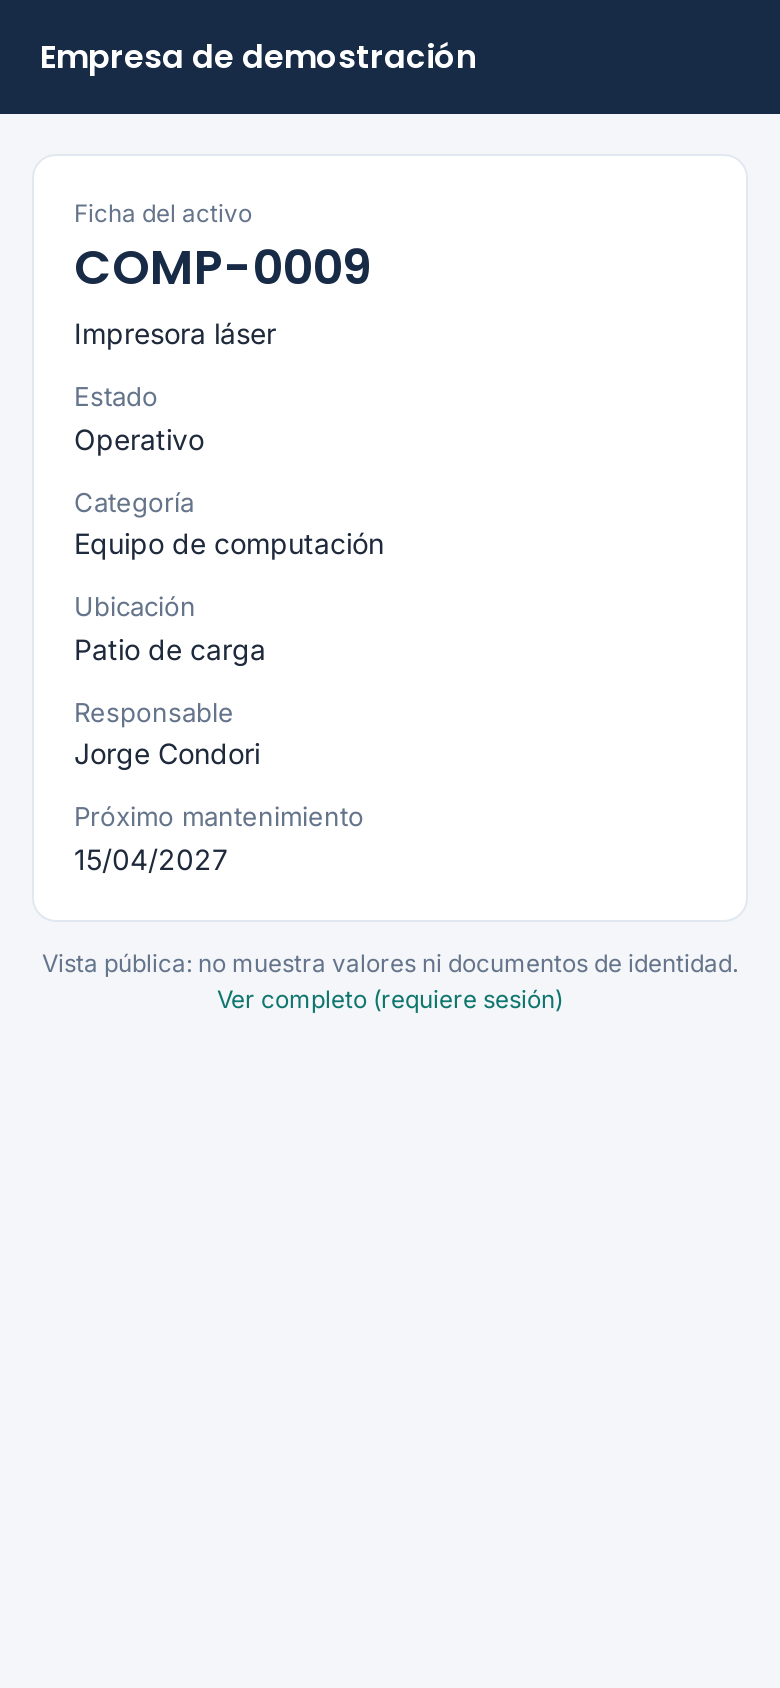 Empresa de demostración
Ficha del activo
COMP-0009
Impresora láser
Estado
Operativo
Categoría
Equipo de computación
Ubicación
Patio de carga
Responsable
Jorge Condori
Próximo mantenimiento
15/04/2027
Vista pública: no muestra valores ni documentos de identidad.
Ver completo (requiere sesión)